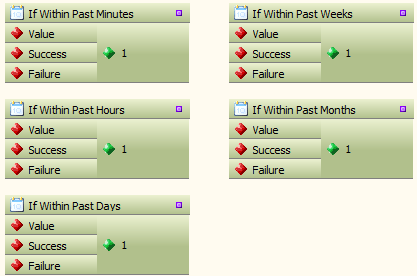 If Within Past Minutes
Value
Success 1
Failure
If Within Past Weeks
Value
Success 1
Failure
If Within Past Hours
Value
Success 1
Failure
If Within Past Months
Value
Success 1
Failure
If Within Past Days
Value
Success 1
Failure